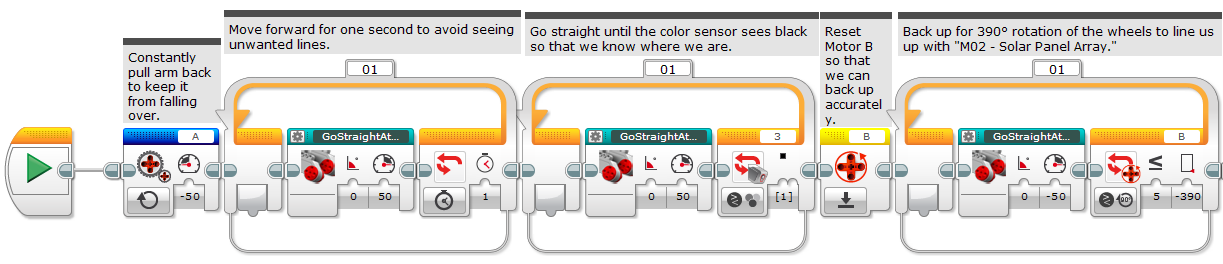 Constantly
pull arm back
to keep it
from falling
over.
A
-50
Move forward for one second to avoid seeing
unwanted lines.
01
GoStraightAt...
0 50
1
Go straight until the color sensor sees black
so that we know where we are.
01
GoStraightAt...
0 50
3
[1]
Reset
Motor B
so that
we can
back up
accuratel
y.
B
Back up for 390° rotation of the wheels to line us
up with "M02 - Solar Panel Array."
01
GoStraightAt...
0 -50
B
≤
90°
5 -390